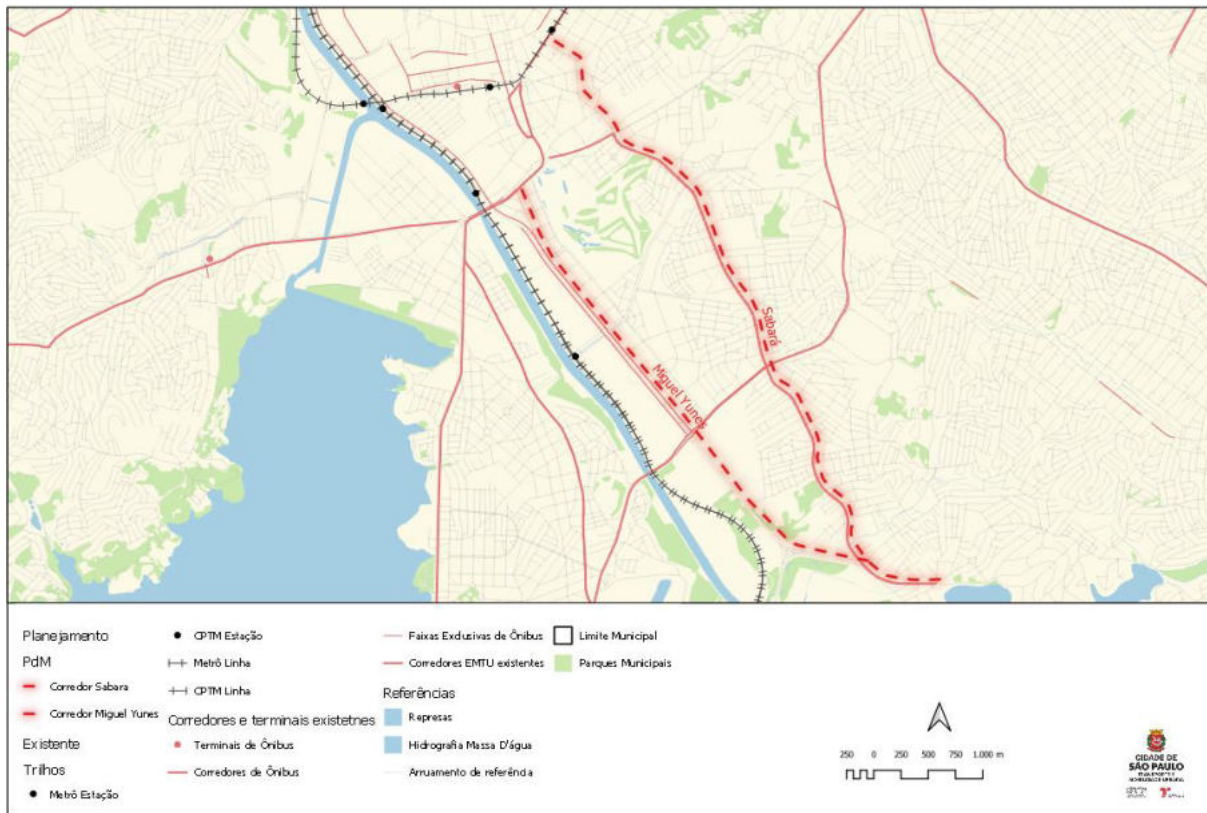 Sabará
Miguel Yunes
Planejamento
PdM
Corredor Sabara
Corredor Miguel Yunes
Existente
Trilhos
Metrô Estação
CPTM Estação
Metrô Linha
CPTM Linha
Corredores e terminais existetnes
Terminais de Ônibus
Corredores de Ônibus
Faixas Exclusivas de Ônibus
Corredores EMTU existentes
Referências
Represas
Hidrografia Massa D'água
Arruamento de referência
Limite Municipal
Parques Municipais
250 0 250 500 750 1.000 m
CIDADE DE
SÃO PAULO